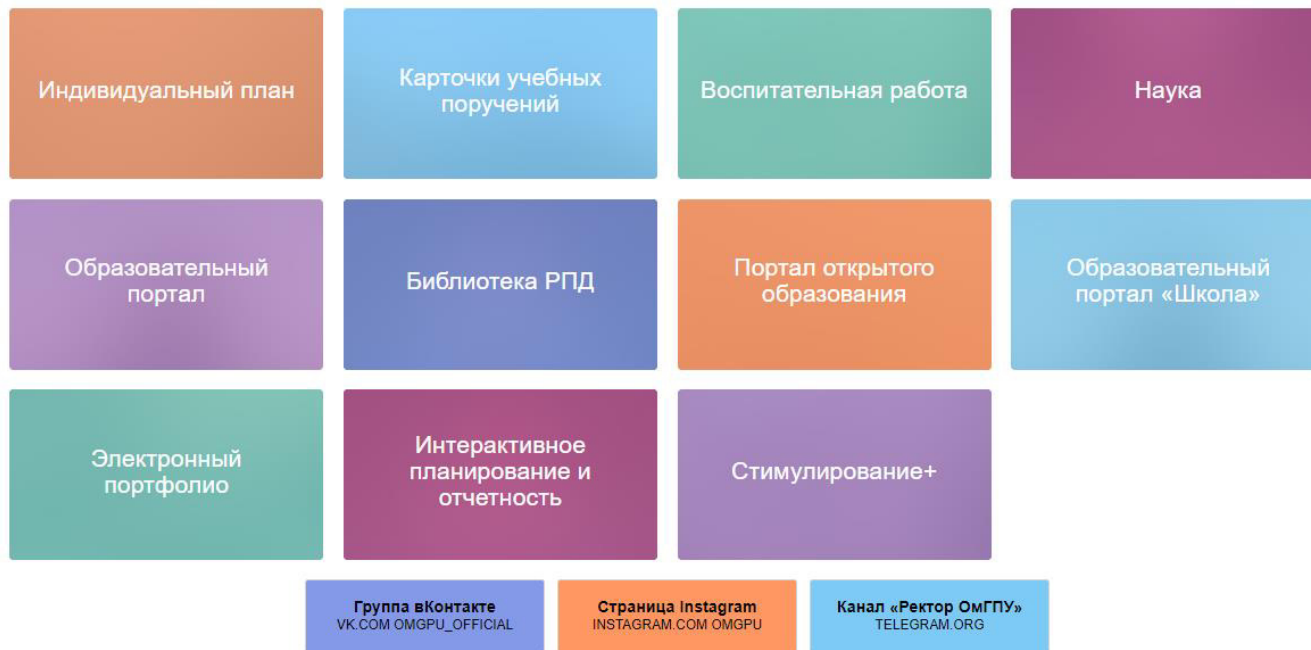 Индивидуальный план
Карточки учебных
поручений
Воспитательная работа
Наука
Образовательный
портал
Библиотека РПД
Портал открытого
образования
Образовательный
портал «Школа»
Электронный
портфолио
Интерактивное
планирование и
отчетность
Стимулирование+
Группа вКонтакте
VK.COM OMGPU_OFFICIAL
Страница Instagram
INSTAGRAM.COM OMGPU
Канал «Ректор ОмГПУ»
TELEGRAM.ORG